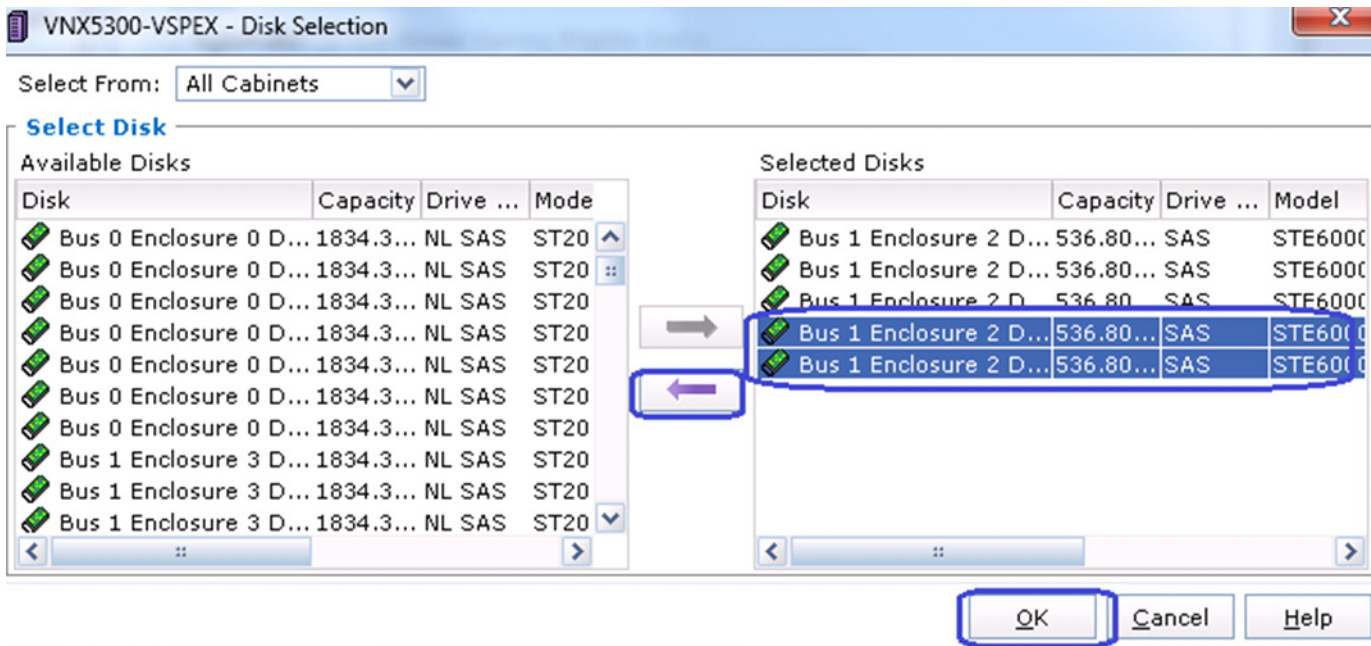 VNX5300-VSPEX - Disk Selection
Select From: All Cabinets
Select Disk
Available Disks
Disk Capacity Drive ... Mode
Bus 0 Enclosure 0 D... 1834.3... NL SAS ST20
Bus 0 Enclosure 0 D... 1834.3... NL SAS ST20
Bus 0 Enclosure 0 D... 1834.3... NL SAS ST20
Bus 0 Enclosure 0 D... 1834.3... NL SAS ST20
Bus 0 Enclosure 0 D... 1834.3... NL SAS ST20
Bus 0 Enclosure 0 D... 1834.3... NL SAS ST20
Bus 0 Enclosure 0 D... 1834.3... NL SAS ST20
Bus 1 Enclosure 3 D... 1834.3... NL SAS ST20
Bus 1 Enclosure 3 D... 1834.3... NL SAS ST20
Bus 1 Enclosure 3 D... 1834.3... NL SAS ST20
Selected Disks
Disk Capacity Drive ... Model
Bus 1 Enclosure 2 D... 536.80... SAS STE6000
Bus 1 Enclosure 2 D... 536.80... SAS STE6000
Bus 1 Enclosure 2 D... 536.80... SAS STE6000
Bus 1 Enclosure 2 D... 536.80... SAS STE6000
Bus 1 Enclosure 2 D... 536.80... SAS STE6000
OK Cancel Help